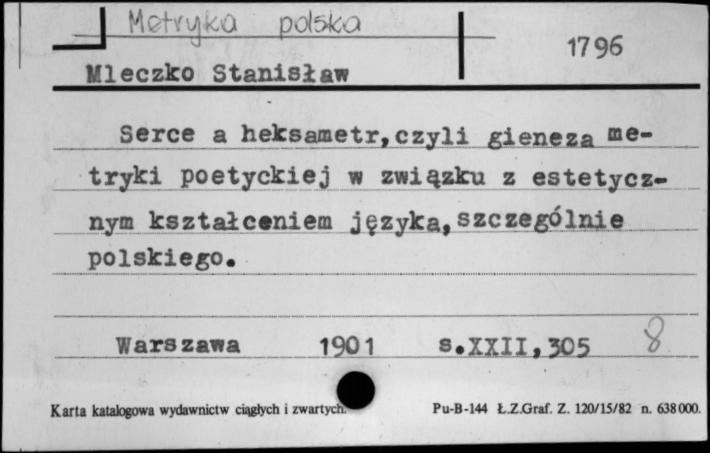 Metryka polska
1796
Mleczko Stanisław
Serce a heksametr, czyli gieneza me-
tryki poetyckiej w związku z estetycz-
nym kształceniem języka, szczególnie
polskiego.
Warszawa 1901 s.XXII, 305 8
Karta katalogowa wydawnictw ciągłych i zwartych. Pu-B-144 Ł.Z.Graf. Z. 120/15/82 n. 638 000.